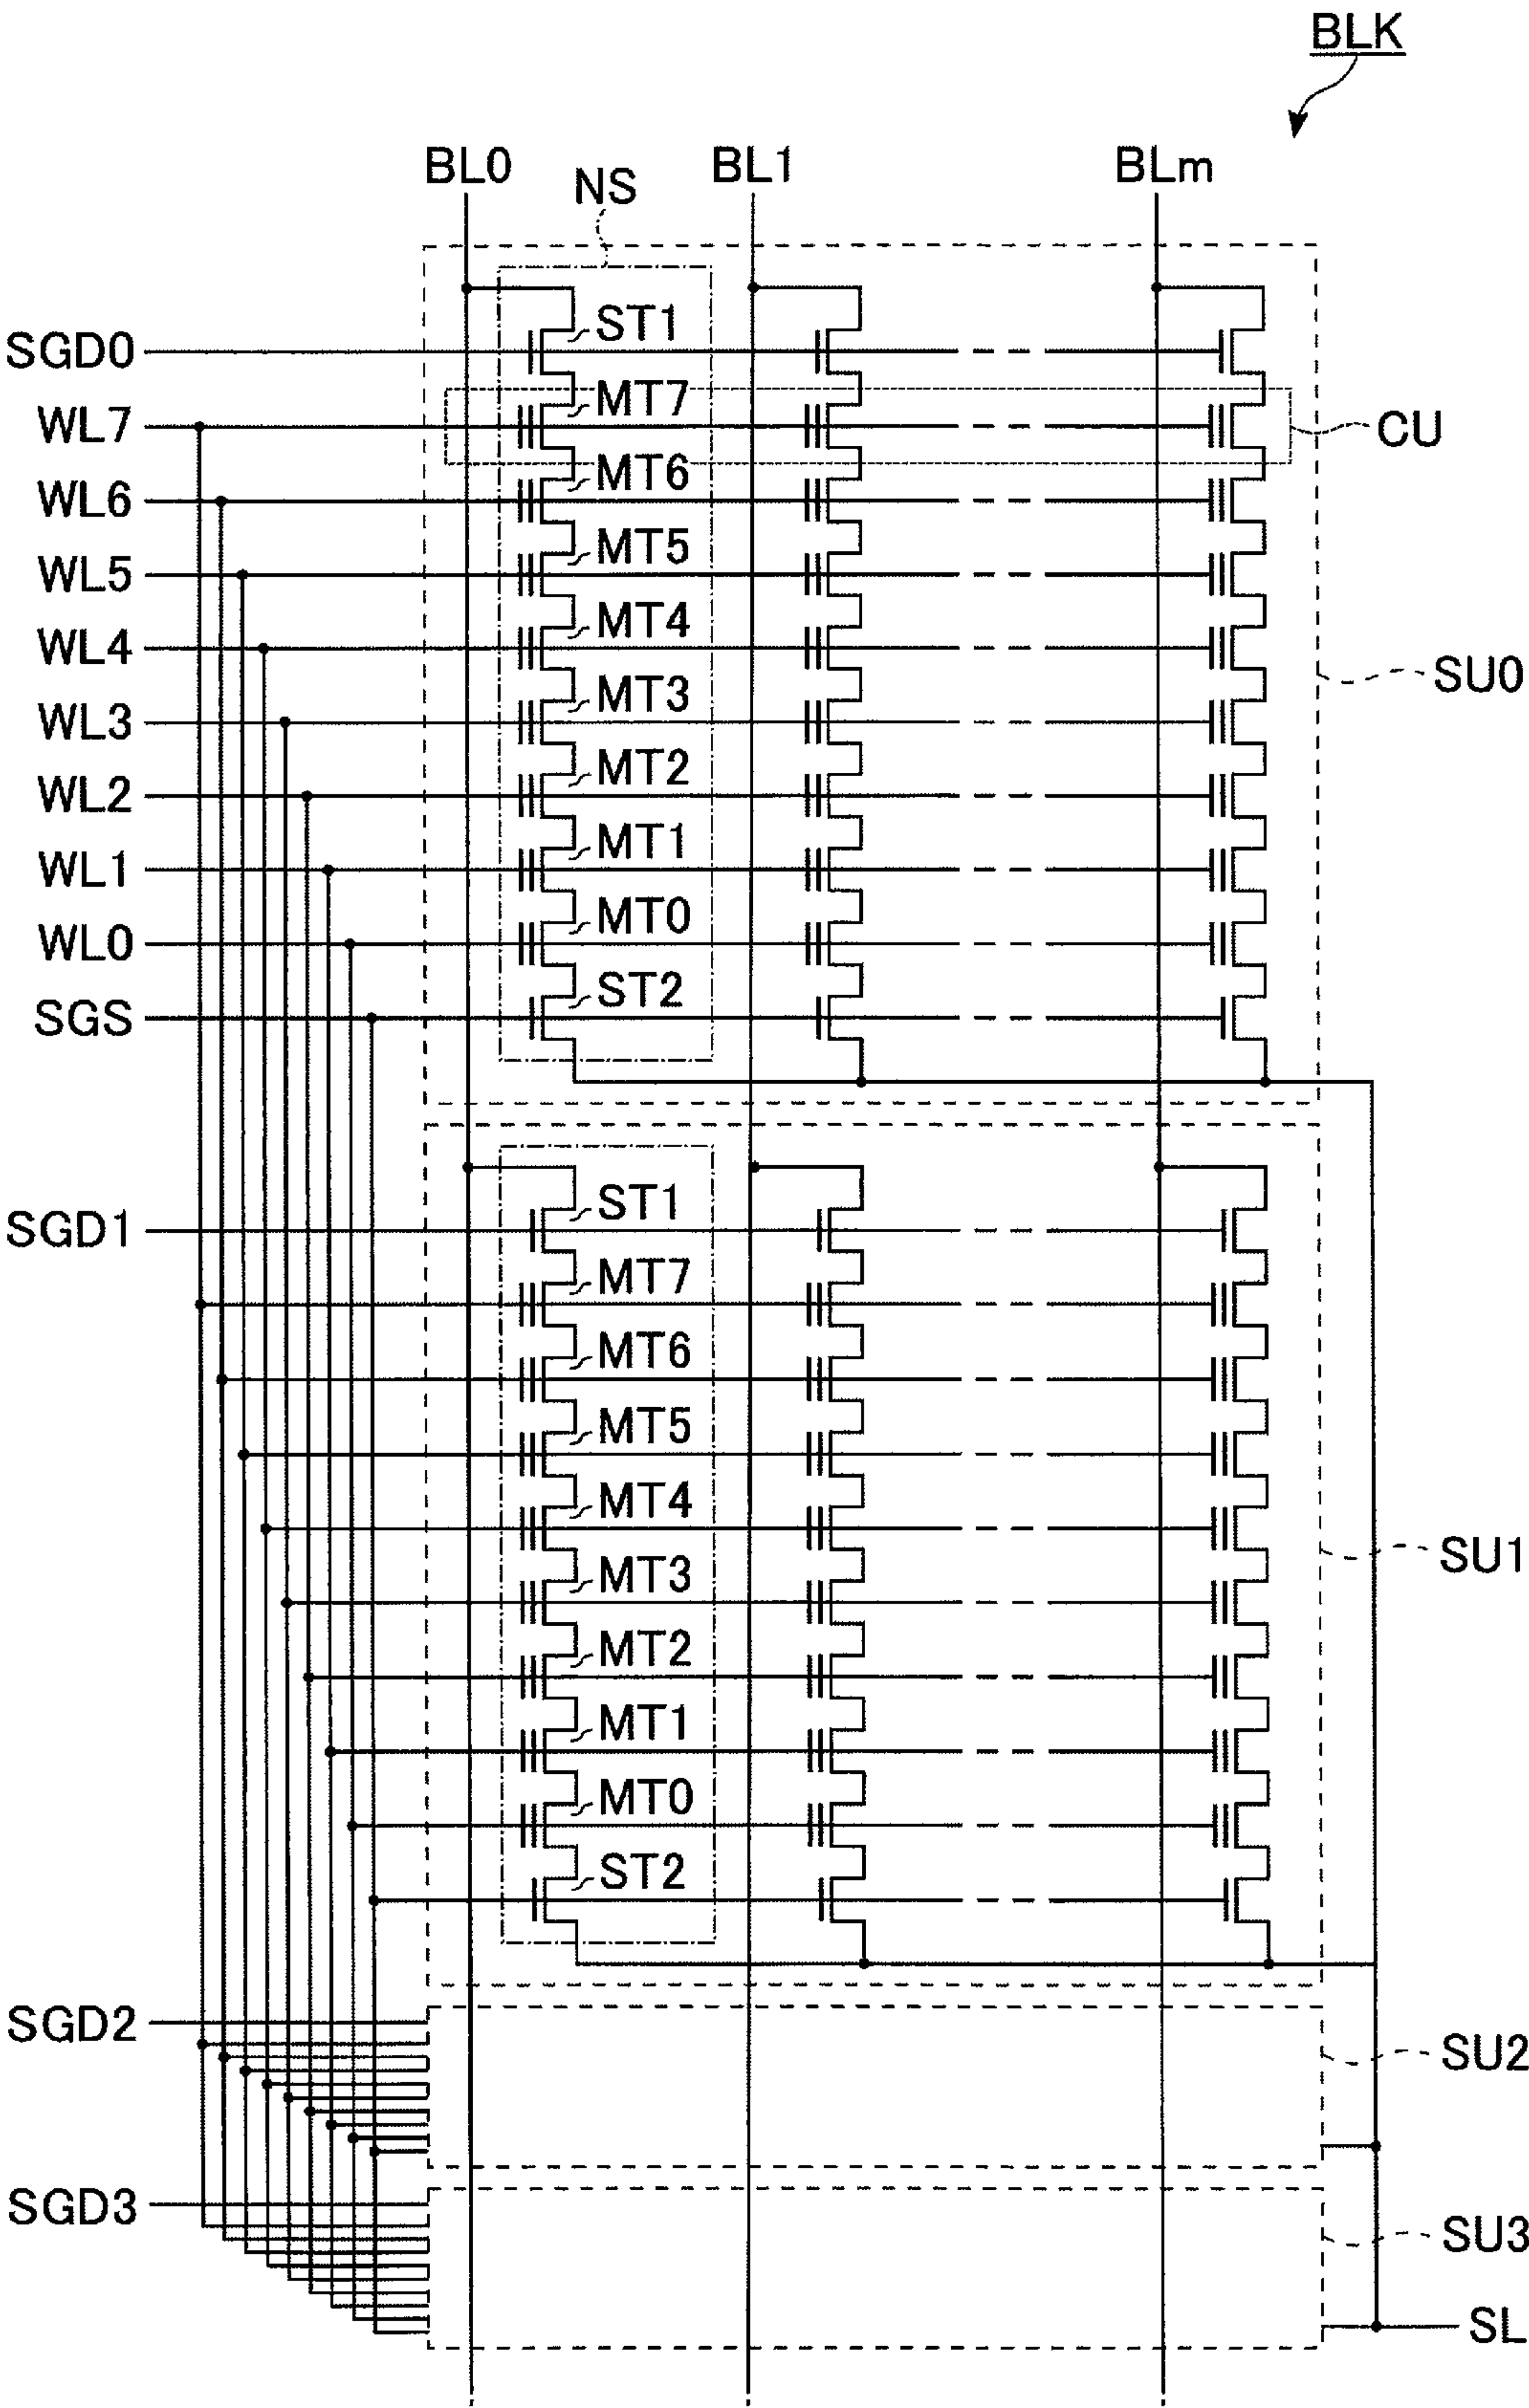 BLK
BL0 NS BL1 BLm
SGD0 ST1
WL7 MT7 CU
WL6 MT6
WL5 MT5
WL4 MT4
WL3 MT3 SU0
WL2 MT2
WL1 MT1
WL0 MT0
SGS ST2
SGD1 ST1
MT7
MT6
MT5
MT4
MT3 SU1
MT2
MT1
MT0
ST2
SGD2 SU2
SGD3 SU3
SL